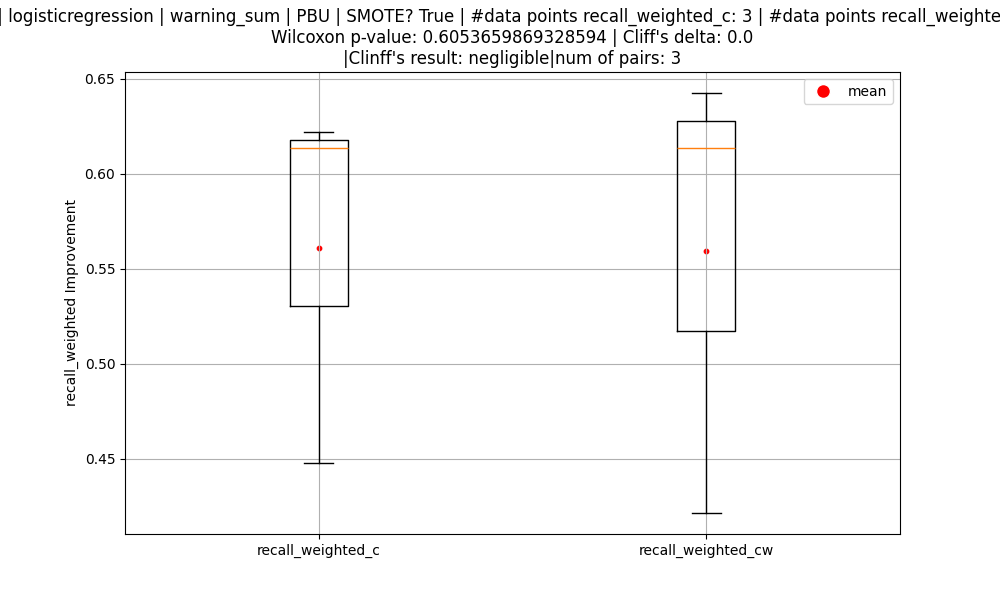 | logisticregression | warning_sum | PBU | SMOTE? True | #data points recall_weighted_c: 3 | #data points
Wilcoxon p-value: 0.6053659869328594 | Cliff's delta: 0.0
|Clinff's result: negligible|num of pairs: 3
mean
0.65
0.60
0.55
0.50
0.45
recall_weighted Improvement
recall_weighted_c
recall_weighted_cw